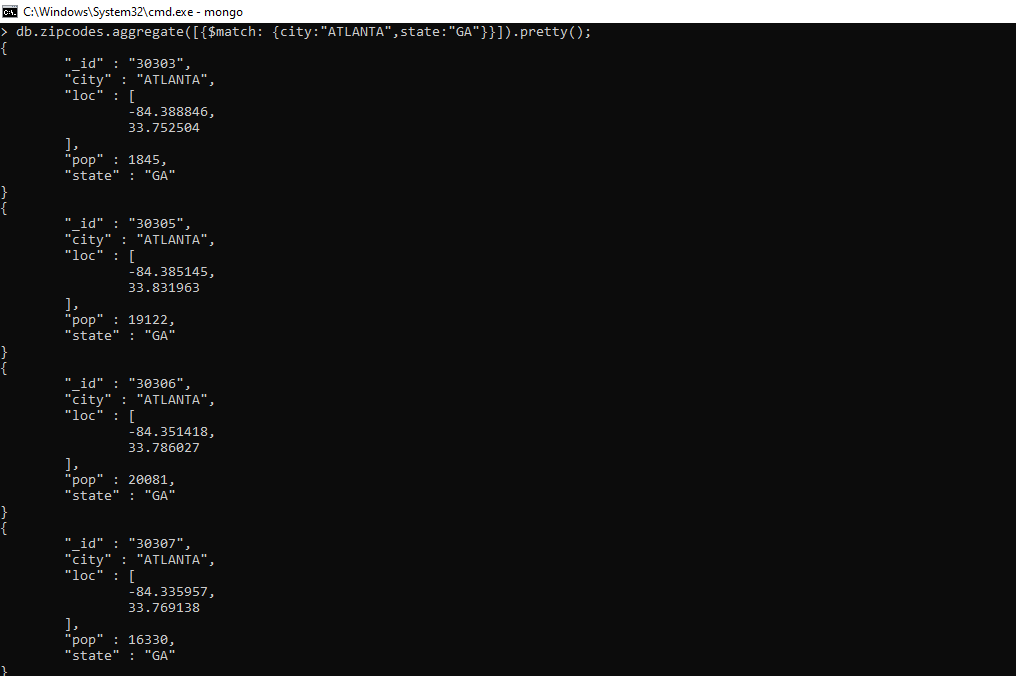 C:\Windows\System32\cmd.exe - mongo
> db.zipcodes.aggregate([{$match: {city:"ATLANTA",state:"GA"}}]).pretty();
{
        "_id" : "30303",
        "city" : "ATLANTA",
        "loc" : [
                -84.388846,
                33.752504
        ],
        "pop" : 1845,
        "state" : "GA"
}
{
        "_id" : "30305",
        "city" : "ATLANTA",
        "loc" : [
                -84.385145,
                33.831963
        ],
        "pop" : 19122,
        "state" : "GA"
}
{
        "_id" : "30306",
        "city" : "ATLANTA",
        "loc" : [
                -84.351418,
                33.786027
        ],
        "pop" : 20081,
        "state" : "GA"
}
{
        "_id" : "30307",
        "city" : "ATLANTA",
        "loc" : [
                -84.335957,
                33.769138
        ],
        "pop" : 16330,
        "state" : "GA"
}